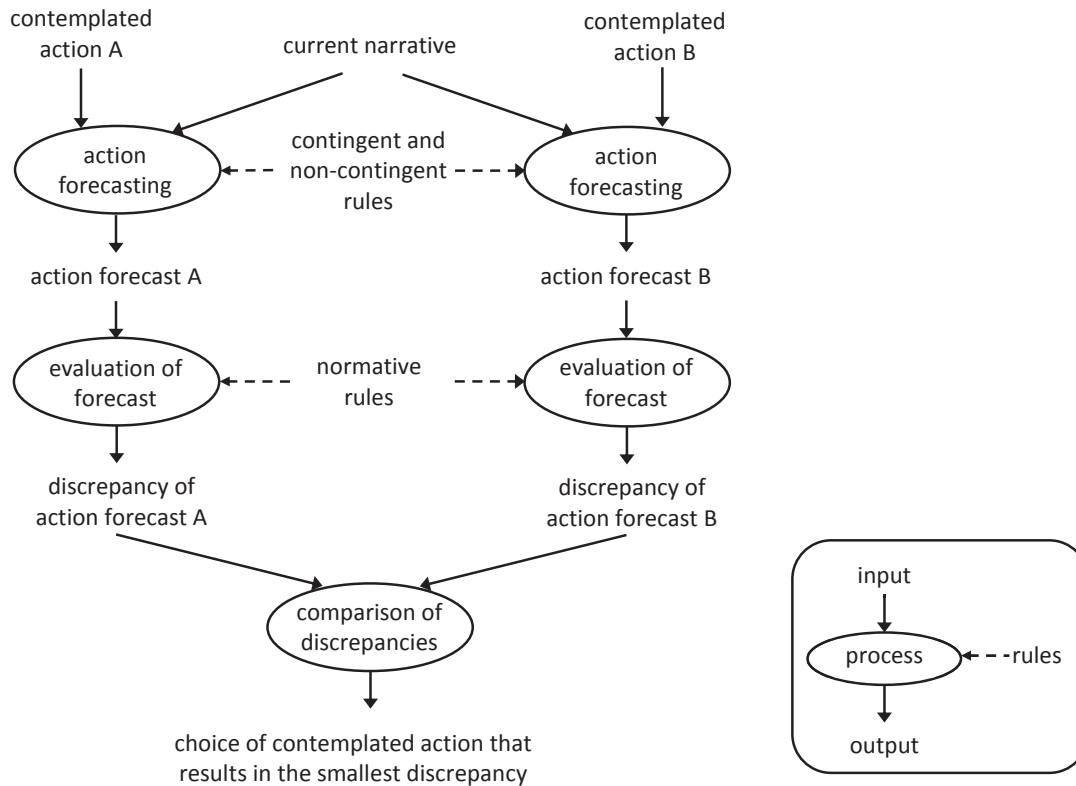 contemplated
action A
current narrative
contemplated
action B
action
forecasting
contingent and
non-contingent
rules
action
forecasting
action forecast A
action forecast B
evaluation of
forecast
normative
rules
evaluation of
forecast
discrepancy of
action forecast A
discrepancy of
action forecast B
comparison of
discrepancies
choice of contemplated action that
results in the smallest discrepancy
input
process
rules
output